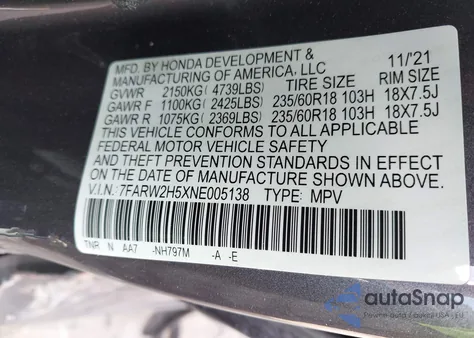 MFD. BY HONDA DEVELOPMENT & 11/'21
MANUFACTURING OF AMERICA, LLC
GVWR 2150KG( 4739LBS) TIRE SIZE RIM SIZE
GAWR F 1100KG( 2425LBS) 235/60R18 103H 18X7.5J
GAWR R 1075KG( 2369LBS) 235/60R18 103H 18X7.5J
THIS VEHICLE CONFORMS TO ALL APPLICABLE
FEDERAL MOTOR VEHICLE SAFETY
AND THEFT PREVENTION STANDARDS IN EFFECT
ON THE DATE OF MANUFACTURE SHOWN ABOVE.
V.I.N.: 7FARW2H5XNE005138 TYPE: MPV
TNR N AA7 -NH797M -A -E
autoSnap